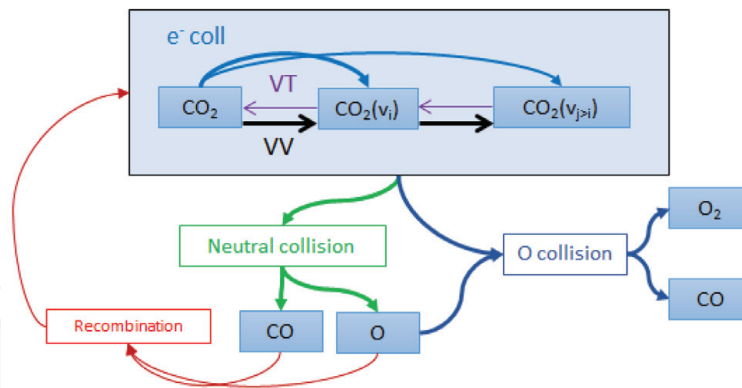 e⁻ coll
VT
CO₂
CO₂(vᵢ)
CO₂(vⱼ>ᵢ)
VV
O₂
Neutral collision
O collision
CO
Recombination
CO
O